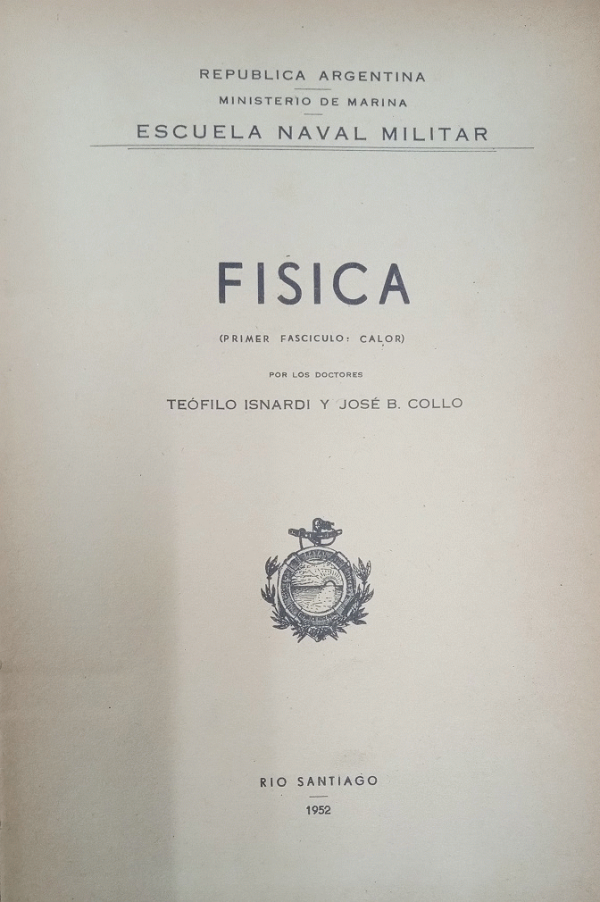 REPUBLICA ARGENTINA
MINISTERIO DE MARINA
ESCUELA NAVAL MILITAR
FISICA
(PRIMER FASCICULO: CALOR)
POR LOS DOCTORES
TEÓFILO ISNARDI Y JOSÉ B. COLLO
RIO SANTIAGO
1952